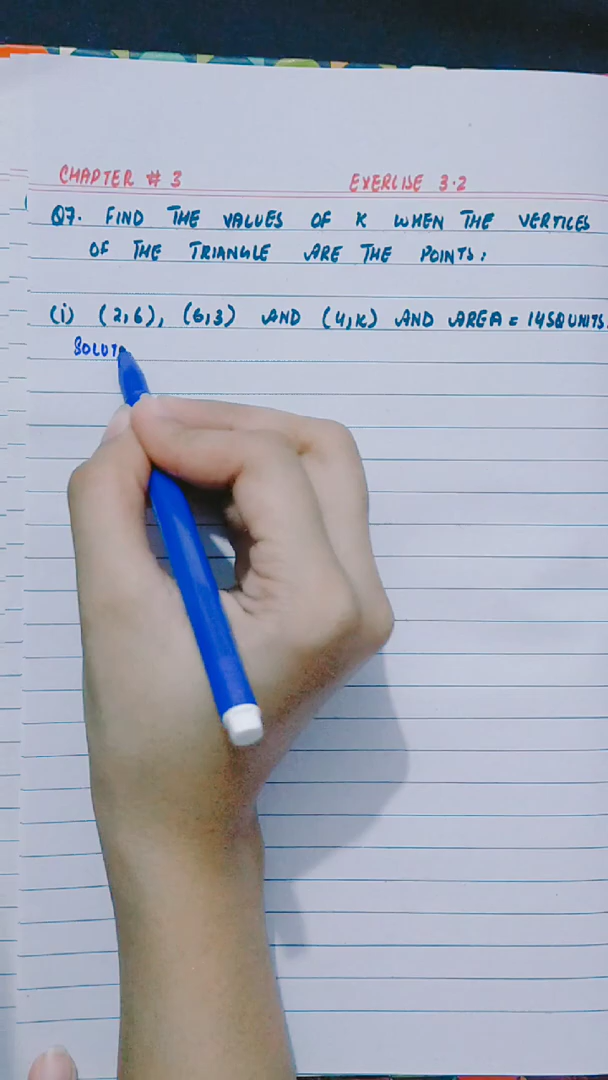 CHAPTER # 3 EXERCISE 3.2
Q7. FIND THE VALUES OF K WHEN THE VERTICES
OF THE TRIANGLE ARE THE POINTS:
(i) (2,6), (6,3) AND (4,K) AND AREA = 14SQUNITS.
SOLUT